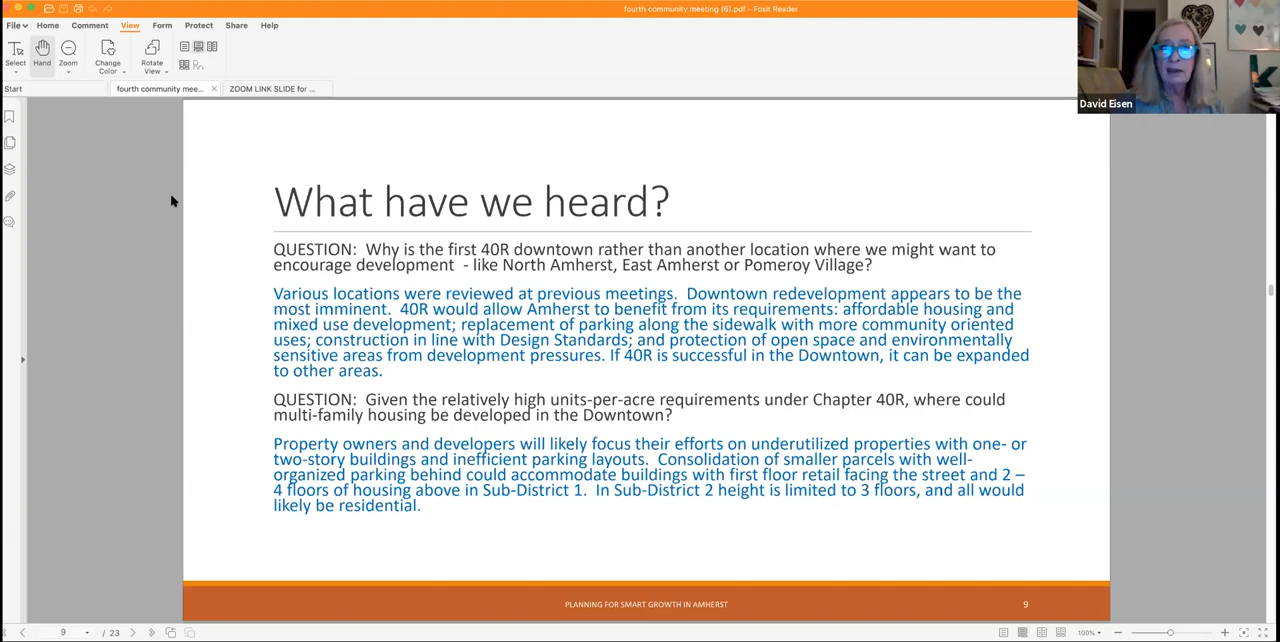 fourth community meeting (6).pdf - Foxit Reader
File Home Comment View Form Protect Share Help
Select Hand Zoom Change Color Rotate View
Start fourth community mee... ZOOM LINK SLIDE for ...
David Eisen
What have we heard?
QUESTION: Why is the first 40R downtown rather than another location where we might want to
encourage development - like North Amherst, East Amherst or Pomeroy Village?
Various locations were reviewed at previous meetings. Downtown redevelopment appears to be the
most imminent. 40R would allow Amherst to benefit from its requirements: affordable housing and
mixed use development; replacement of parking along the sidewalk with more community oriented
uses; construction in line with Design Standards; and protection of open space and environmentally
sensitive areas from development pressures. If 40R is successful in the Downtown, it can be expanded
to other areas.
QUESTION: Given the relatively high units-per-acre requirements under Chapter 40R, where could
multi-family housing be developed in the Downtown?
Property owners and developers will likely focus their efforts on underutilized properties with one- or
two-story buildings and inefficient parking layouts. Consolidation of smaller parcels with well-
organized parking behind could accommodate buildings with first floor retail facing the street and 2 –
4 floors of housing above in Sub-District 1. In Sub-District 2 height is limited to 3 floors, and all would
likely be residential.
PLANNING FOR SMART GROWTH IN AMHERST 9
9 / 23 100%